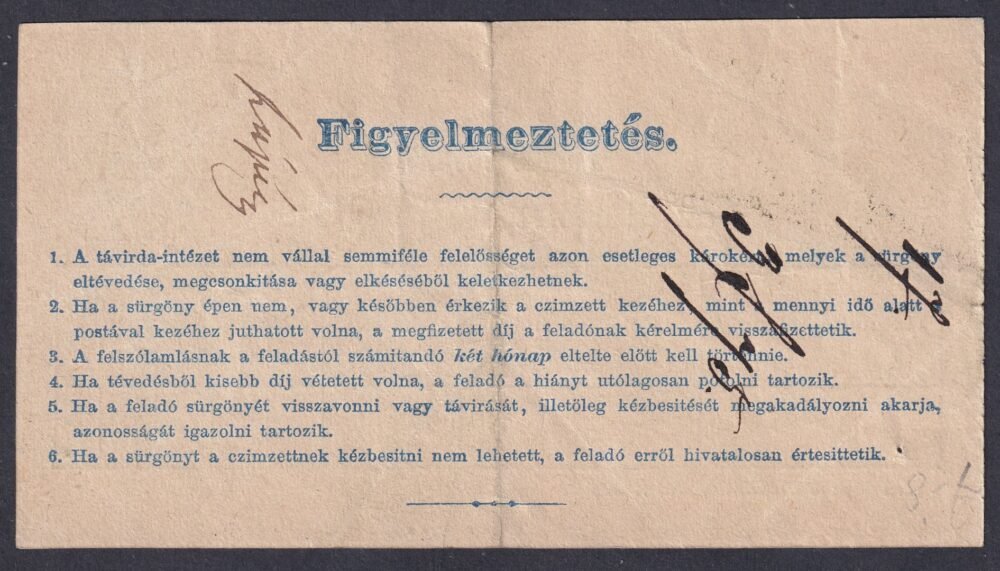 Figyelmeztetés.
1. A távirda-intézet nem vállal semmiféle felelősséget azon esetleges károkért, melyek a sürgöny
eltévedése, megcsonkitása vagy elkéséséből keletkezhetnek.
2. Ha a sürgöny épen nem, vagy későbben érkezik a czimzett kezéhez, mint a mennyi idő alatt
postával kezéhez juthatott volna, a megfizetett díj a feladónak kérelmére visszafizettetik.
3. A felszólamlásnak a feladástól számitandó két hónap eltelte előtt kell történnie.
4. Ha tévedésből kisebb díj vétetett volna, a feladó a hiányt utólagosan pótolni tartozik.
5. Ha a feladó sürgönyét visszavonni vagy távirását, illetőleg kézbesitését megakadályozni akarja,
azonosságát igazolni tartozik.
6. Ha a sürgönyt a czimzettnek kézbesitni nem lehetett, a feladó erről hivatalosan értesittetik.